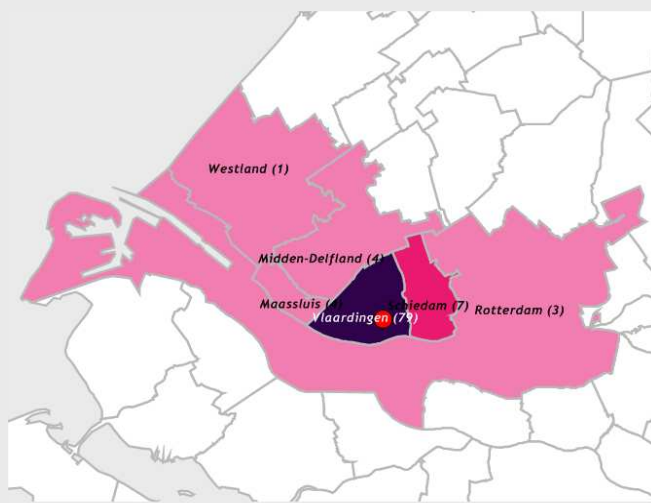 Westland (1)
Midden-Delfland (4)
Maassluis
Schiedam (7)
Rotterdam (3)
Vlaardingen (79)